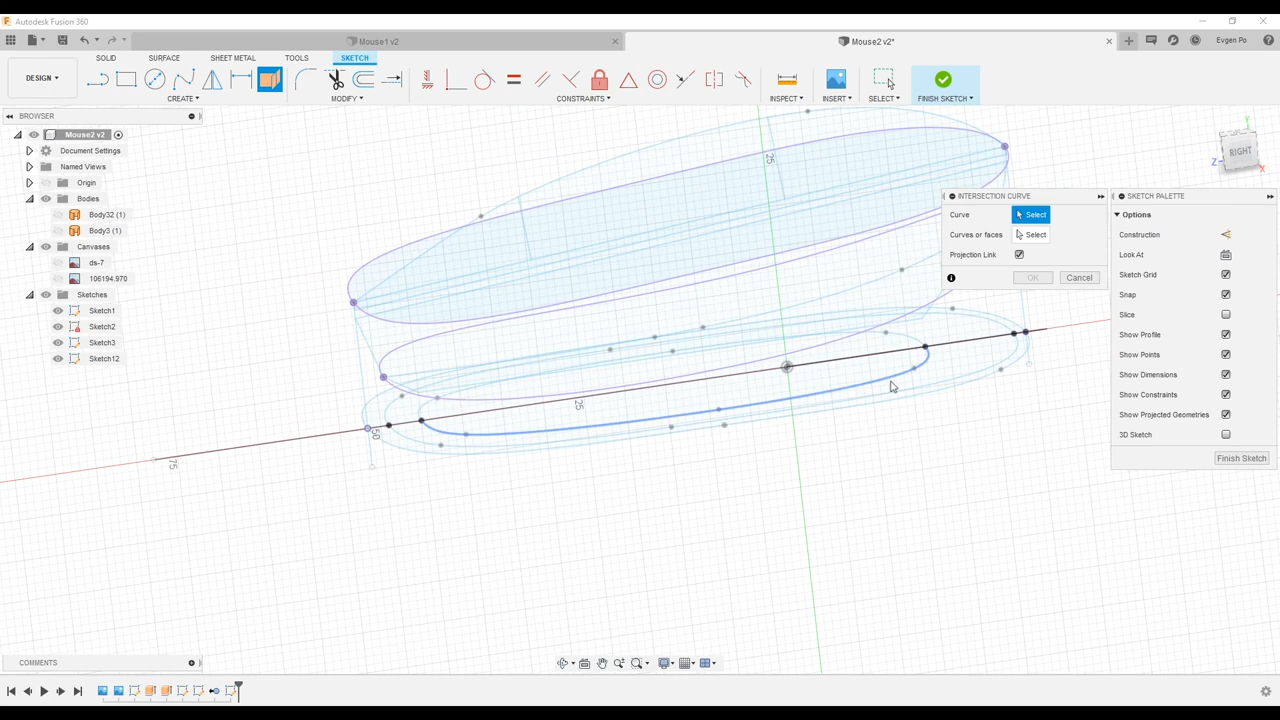 Autodesk Fusion 360
Mouse1 v2
Mouse2 v2*
Evgen Po
DESIGN
SOLID
SURFACE
SHEET METAL
TOOLS
SKETCH
CREATE
MODIFY
CONSTRAINTS
INSPECT
INSERT
SELECT
FINISH SKETCH
BROWSER
Mouse2 v2
Document Settings
Named Views
Origin
Bodies
Body32 (1)
Body3 (1)
Canvases
ds-7
106194.970
Sketches
Sketch1
Sketch2
Sketch3
Sketch12
25
25
50
75
RIGHT
Y
Z
X
INTERSECTION CURVE
Curve
Select
Curves or faces
Select
Projection Link
OK
Cancel
SKETCH PALETTE
Options
Construction
Look At
Sketch Grid
Snap
Slice
Show Profile
Show Points
Show Dimensions
Show Constraints
Show Projected Geometries
3D Sketch
Finish Sketch
COMMENTS